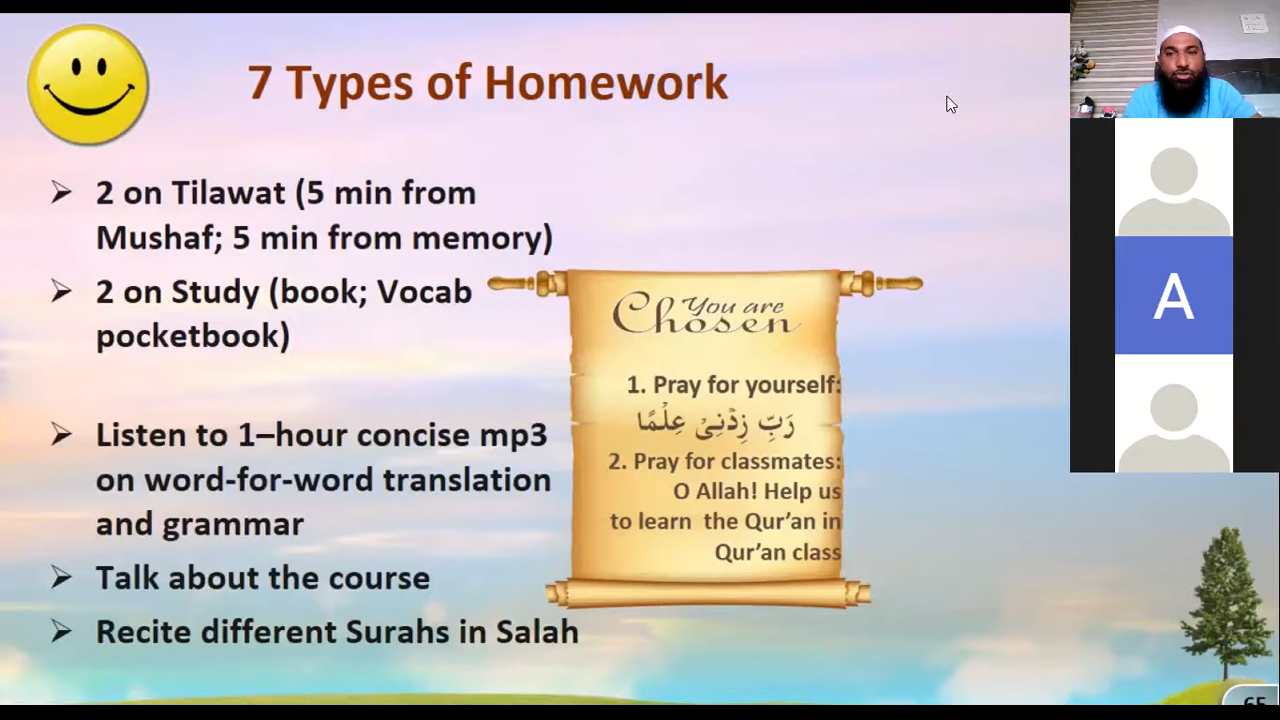 7 Types of Homework
➢ 2 on Tilawat (5 min from
Mushaf; 5 min from memory)
➢ 2 on Study (book; Vocab
pocketbook)
➢ Listen to 1–hour concise mp3
on word-for-word translation
and grammar
➢ Talk about the course
➢ Recite different Surahs in Salah
You are
Chosen
1. Pray for yourself:
رَبِّ زِدْنِيْ عِلْمًا
2. Pray for classmates:
O Allah! Help us
to learn the Qur’an in
Qur’an class
A
65